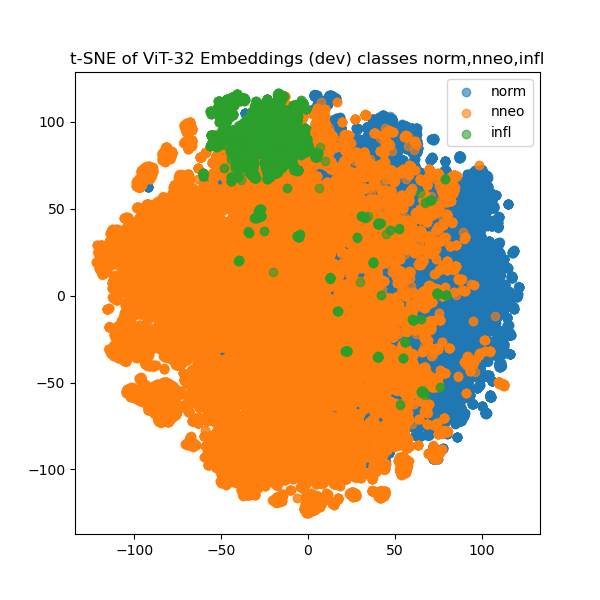 t-SNE of ViT-32 Embeddings (dev) classes norm,nneo,infl
norm
nneo
infl
100
50
0
−50
−100
−100
−50
0
50
100